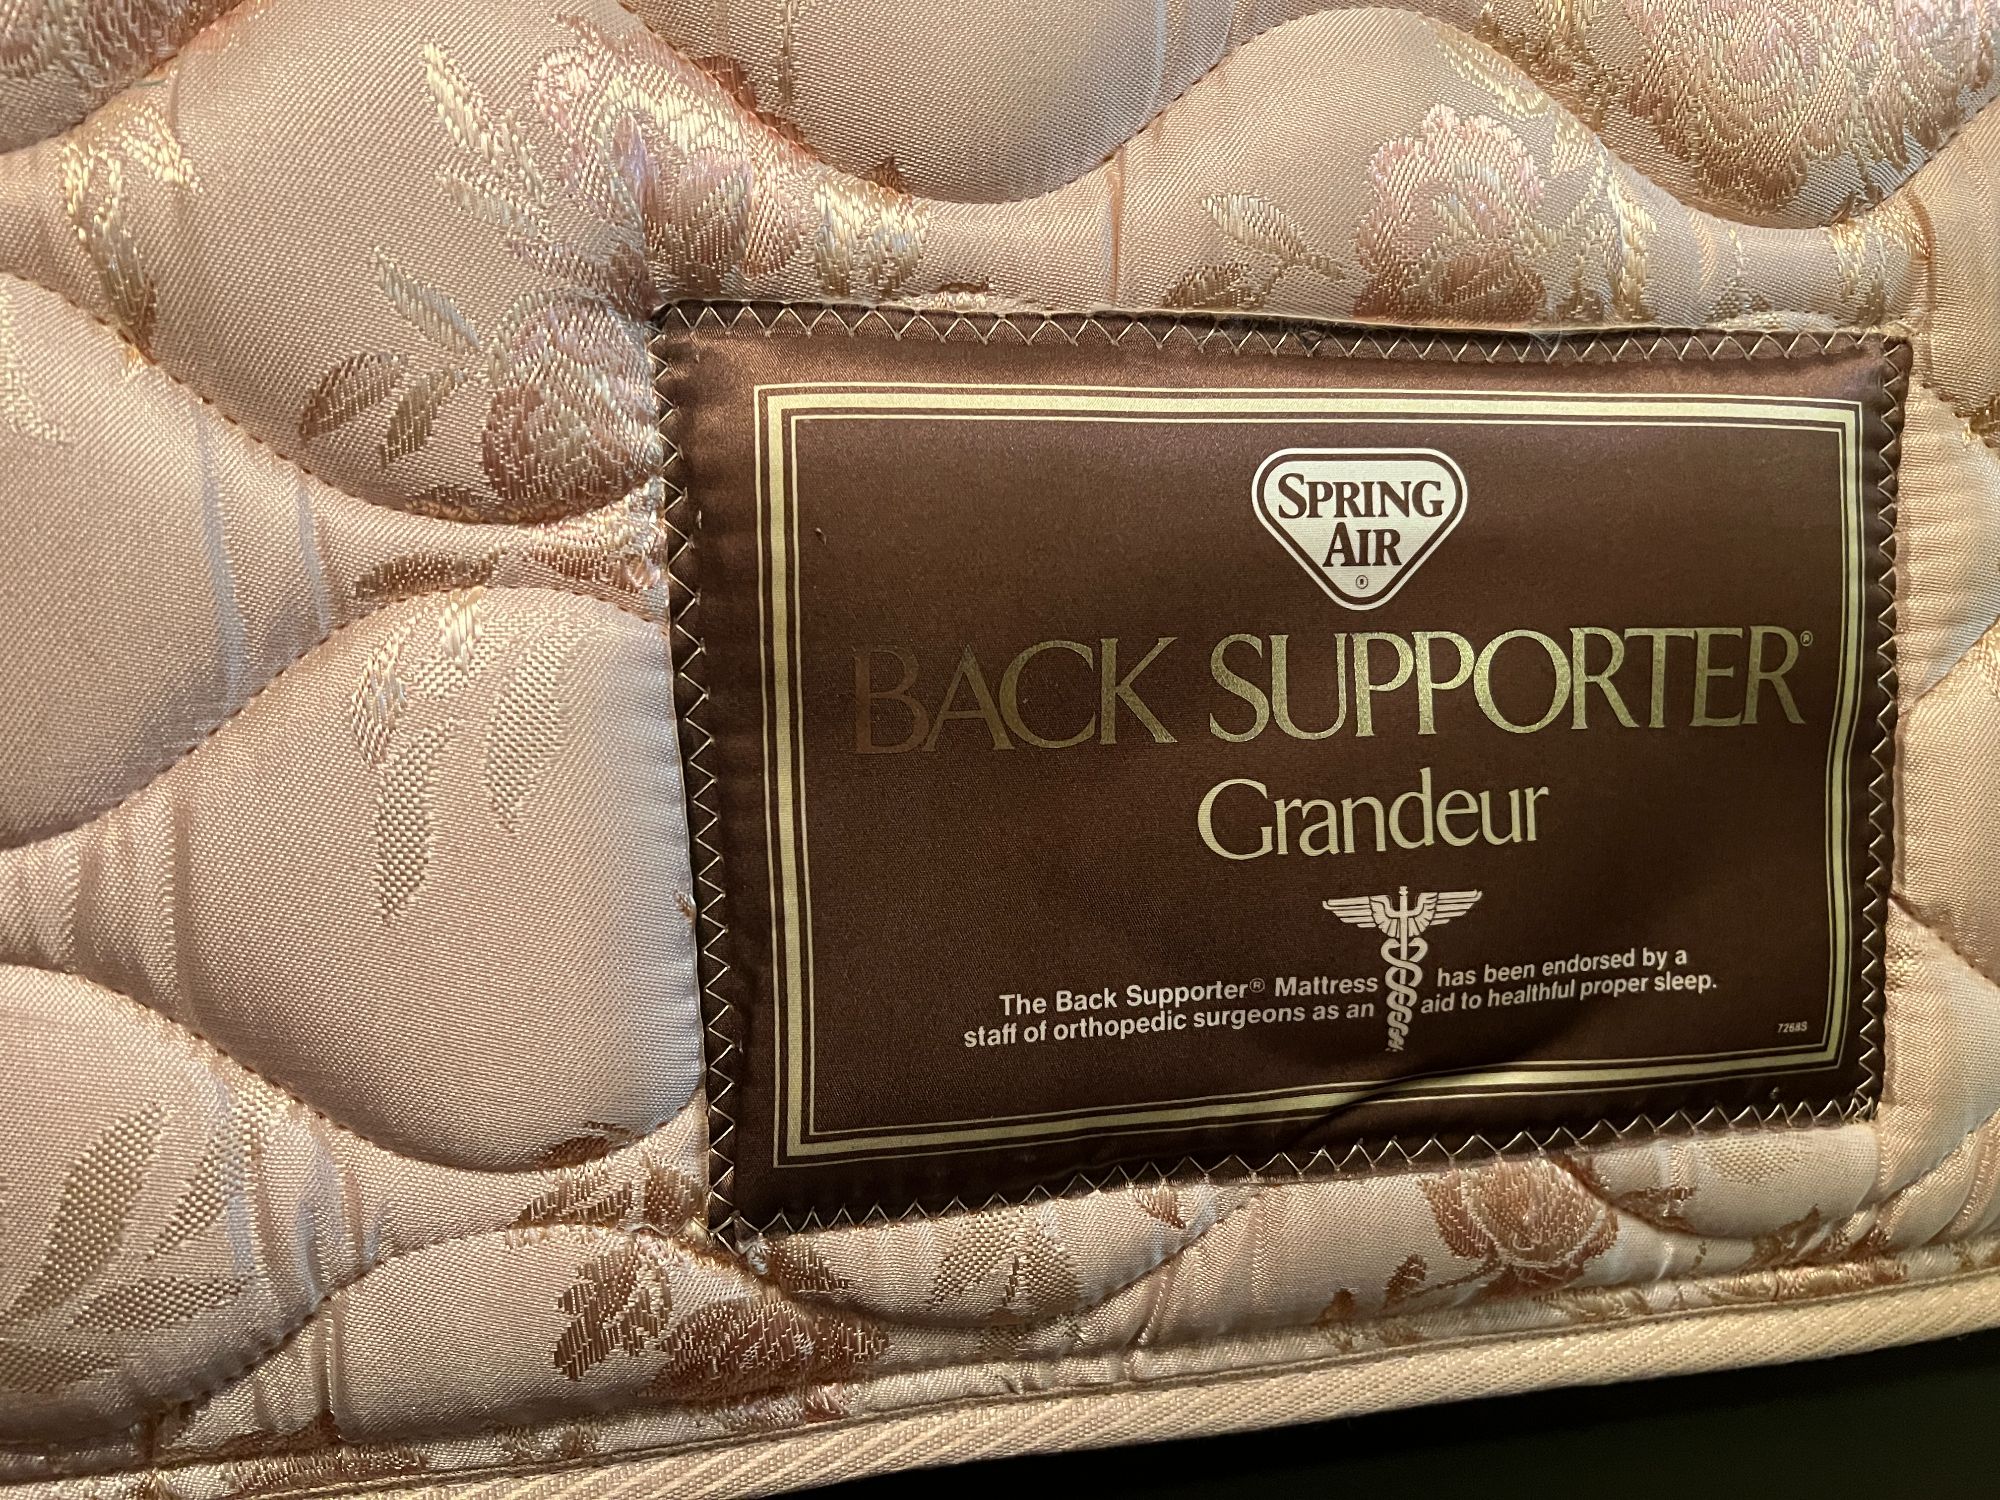 SPRING
AIR
®
BACK SUPPORTER®
Grandeur
The Back Supporter® Mattress has been endorsed by a
staff of orthopedic surgeons as an aid to healthful proper sleep.
7268S